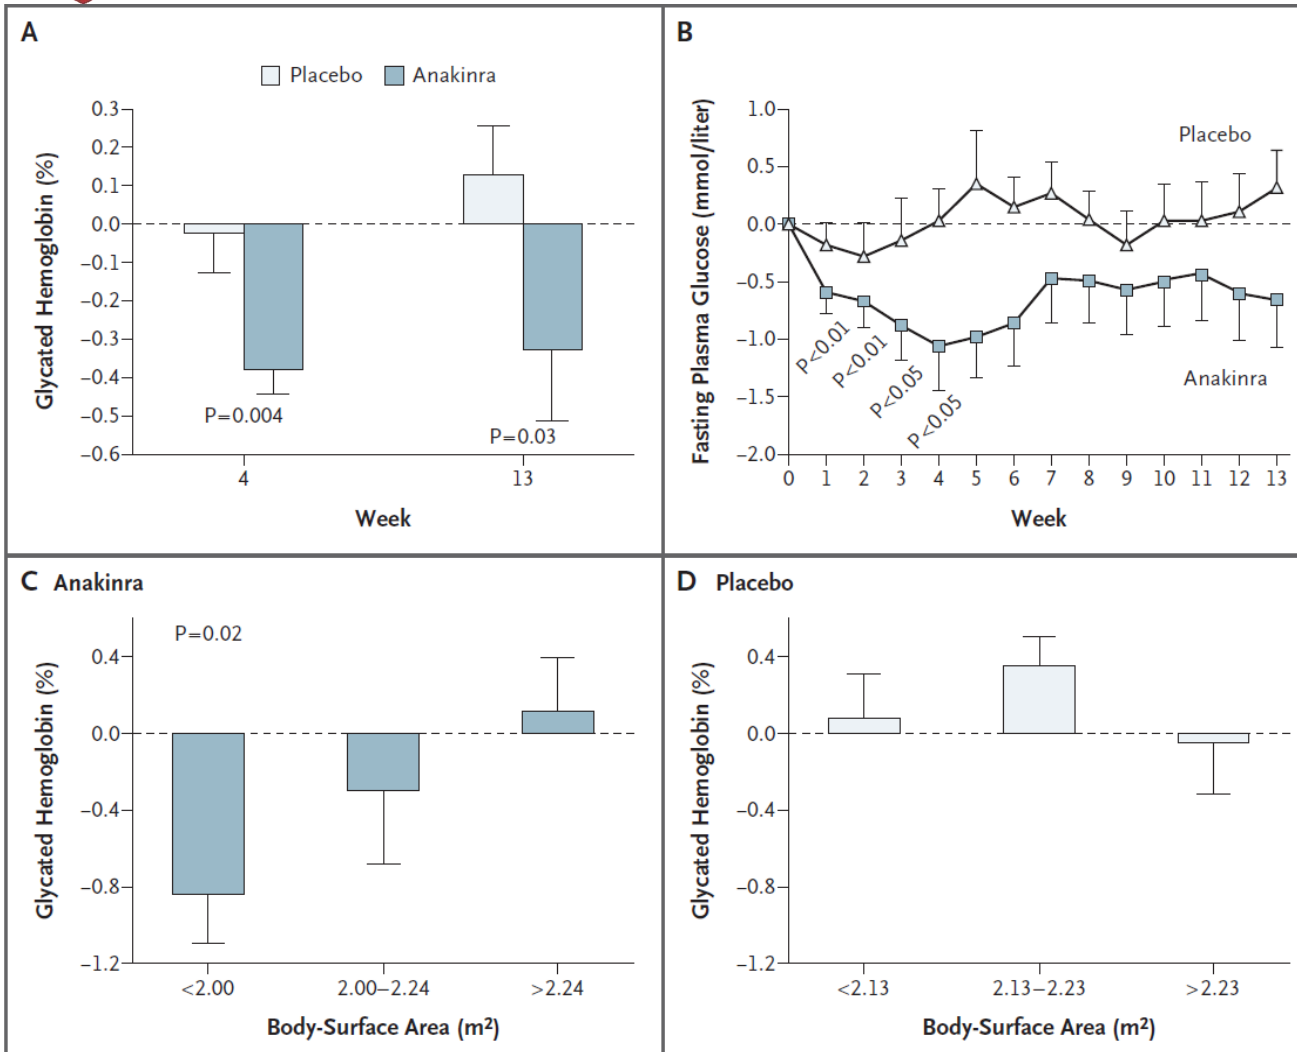 A
Placebo Anakinra
0.3
0.2
0.1
0.0
−0.1
−0.2
−0.3
−0.4
−0.5
−0.6
Glycated Hemoglobin (%)
P=0.004
P=0.03
4 13
Week
B
1.0
0.5
0.0
−0.5
−1.0
−1.5
−2.0
Fasting Plasma Glucose (mmol/liter)
Placebo
P<0.01
P<0.01
P<0.05
P<0.05
Anakinra
0 1 2 3 4 5 6 7 8 9 10 11 12 13
Week
C Anakinra
P=0.02
0.4
0.0
−0.4
−0.8
−1.2
Glycated Hemoglobin (%)
<2.00 2.00–2.24 >2.24
Body-Surface Area (m²)
D Placebo
0.4
0.0
−0.4
−0.8
−1.2
Glycated Hemoglobin (%)
<2.13 2.13–2.23 >2.23
Body-Surface Area (m²)